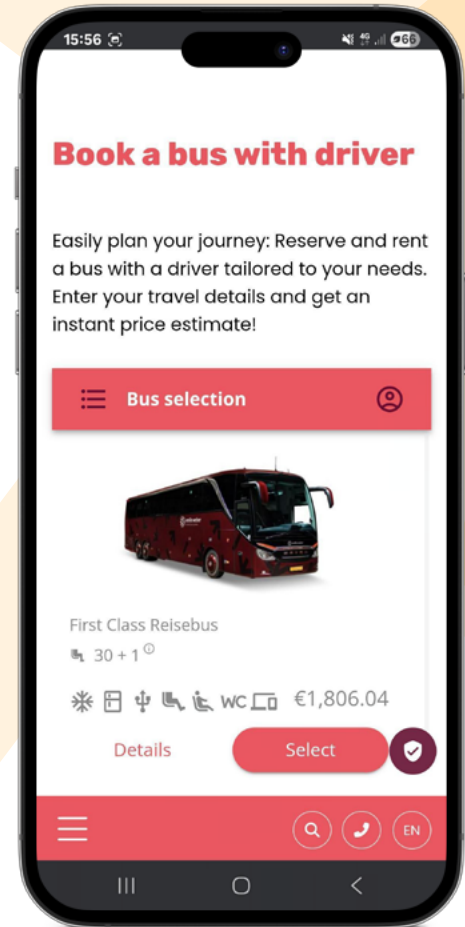 15:56
4G
66
Book a bus with driver
Easily plan your journey: Reserve and rent
a bus with a driver tailored to your needs.
Enter your travel details and get an
instant price estimate!
Bus selection
First Class Reisebus
30 + 1
WC
€1,806.04
Details
Select
EN